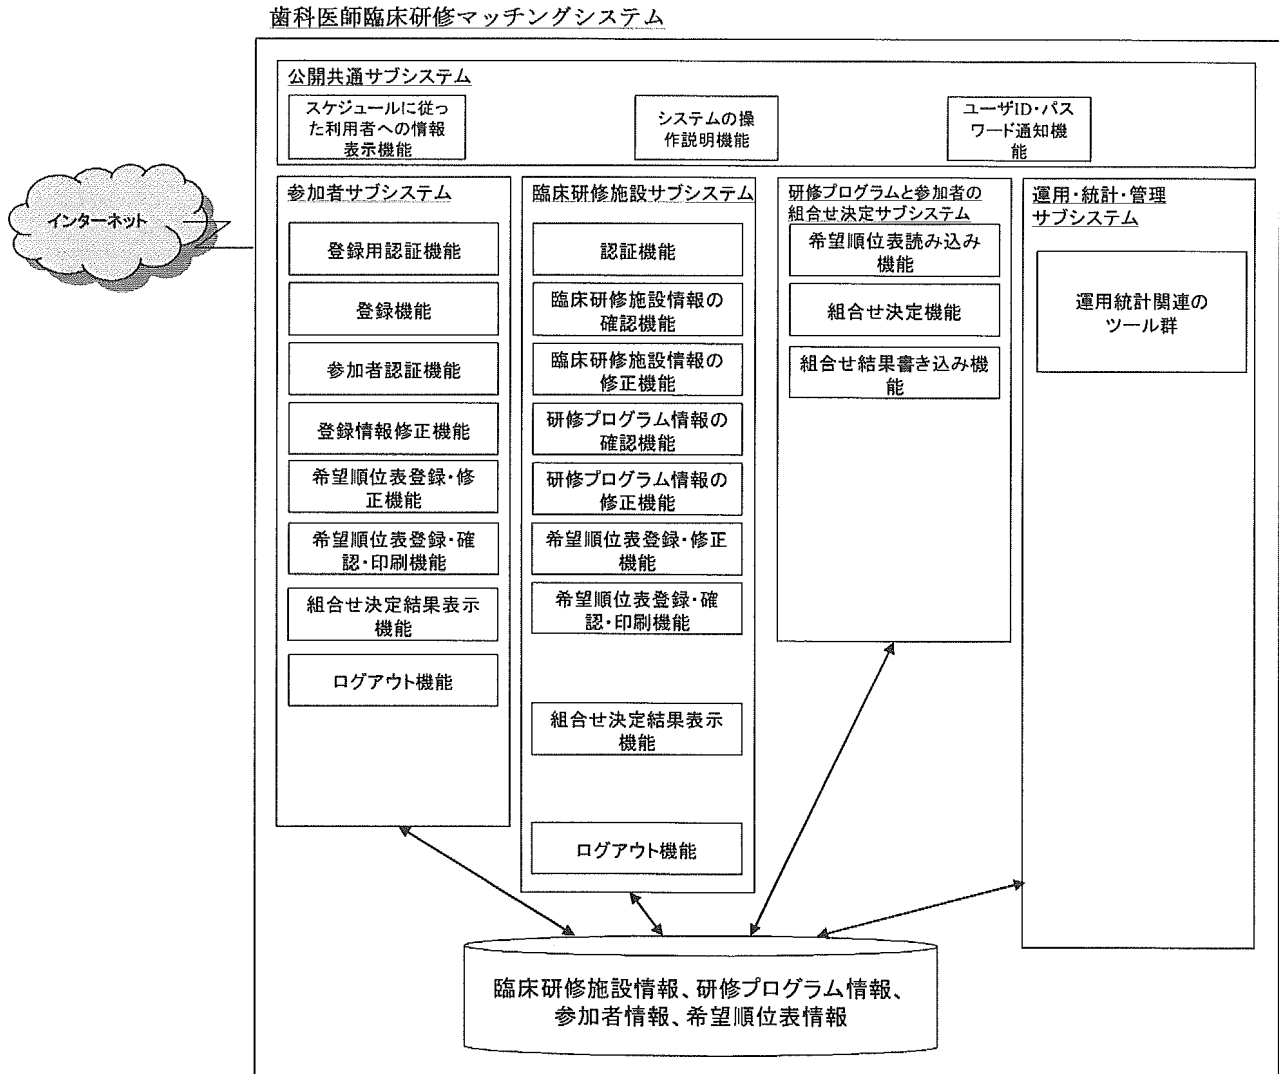 歯科医師臨床研修マッチングシステム
公開共通サブシステム
スケジュールに従っ
た利用者への情報
表示機能
システムの操
作説明機能
ユーザID・パス
ワード通知機
能
インターネット
参加者サブシステム
登録用認証機能
登録機能
参加者認証機能
登録情報修正機能
希望順位表登録・修
正機能
希望順位表登録・確
認・印刷機能
組合せ決定結果表示
機能
ログアウト機能
臨床研修施設サブシステム
認証機能
臨床研修施設情報の
確認機能
臨床研修施設情報の
修正機能
研修プログラム情報の
確認機能
研修プログラム情報の
修正機能
希望順位表登録・修正
機能
希望順位表登録・確
認・印刷機能
組合せ決定結果表示
機能
ログアウト機能
研修プログラムと参加者の
組合せ決定サブシステム
希望順位表読み込み
機能
組合せ決定機能
組合せ結果書き込み機
能
運用・統計・管理
サブシステム
運用統計関連の
ツール群
臨床研修施設情報、研修プログラム情報、
参加者情報、希望順位表情報